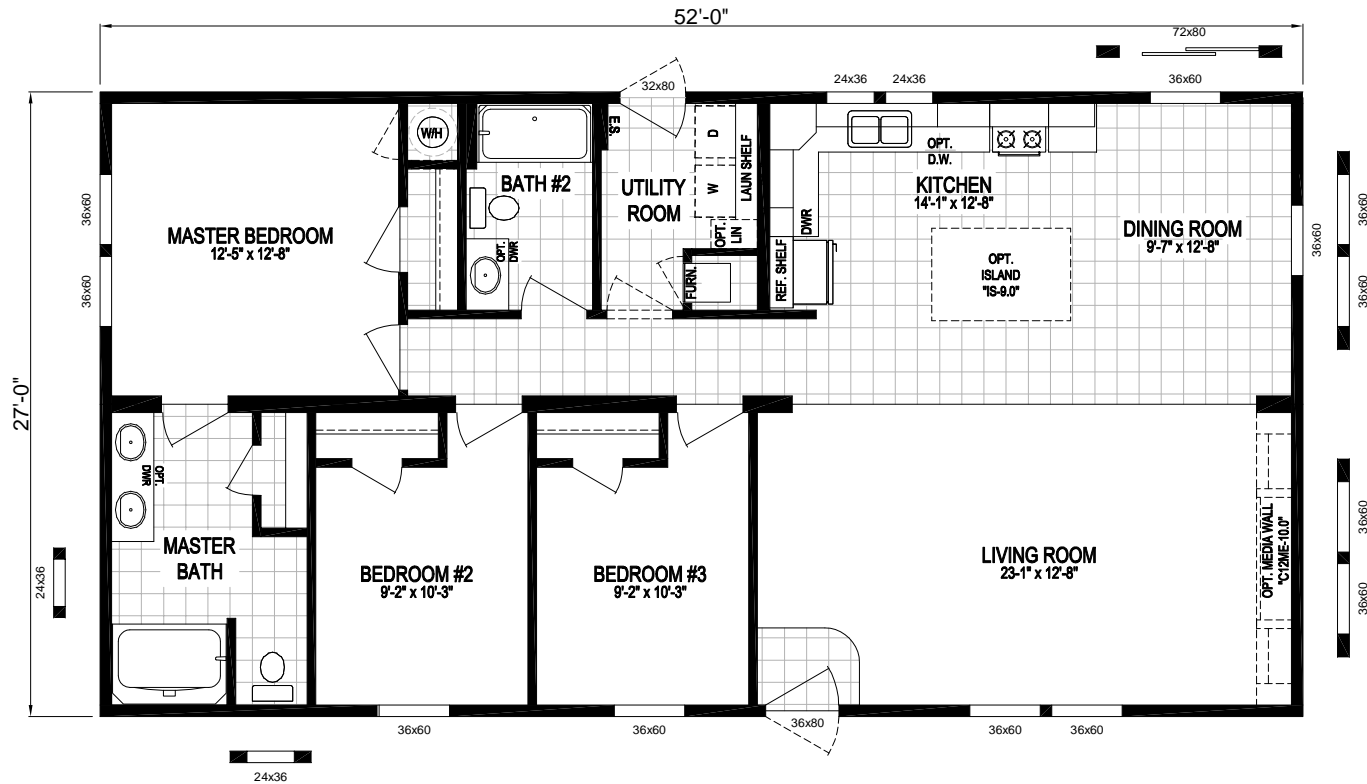 52'-0"
72x80
32x80
24x36
24x36
36x60
W/H
E.S.
D
LAUN SHELF
OPT.
D.W.
BATH #2
UTILITY
ROOM
W
KITCHEN
14'-1" x 12'-8"
36x60
36x60
MASTER BEDROOM
12'-5" x 12'-8"
OPT.
DWR
OPT.
LIN
DWR
DINING ROOM
9'-7" x 12'-8"
36x60
36x60
36x60
FURN.
REF. SHELF
OPT.
ISLAND
"IS-9.0"
36x60
27'-0"
OPT.
DWR
MASTER
BATH
BEDROOM #2
9'-2" x 10'-3"
BEDROOM #3
9'-2" x 10'-3"
LIVING ROOM
23-1" x 12'-8"
OPT. MEDIA WALL
"C12ME-10.0"
36x60
36x60
24x36
36x60
36x60
36x80
36x60
36x60
24x36